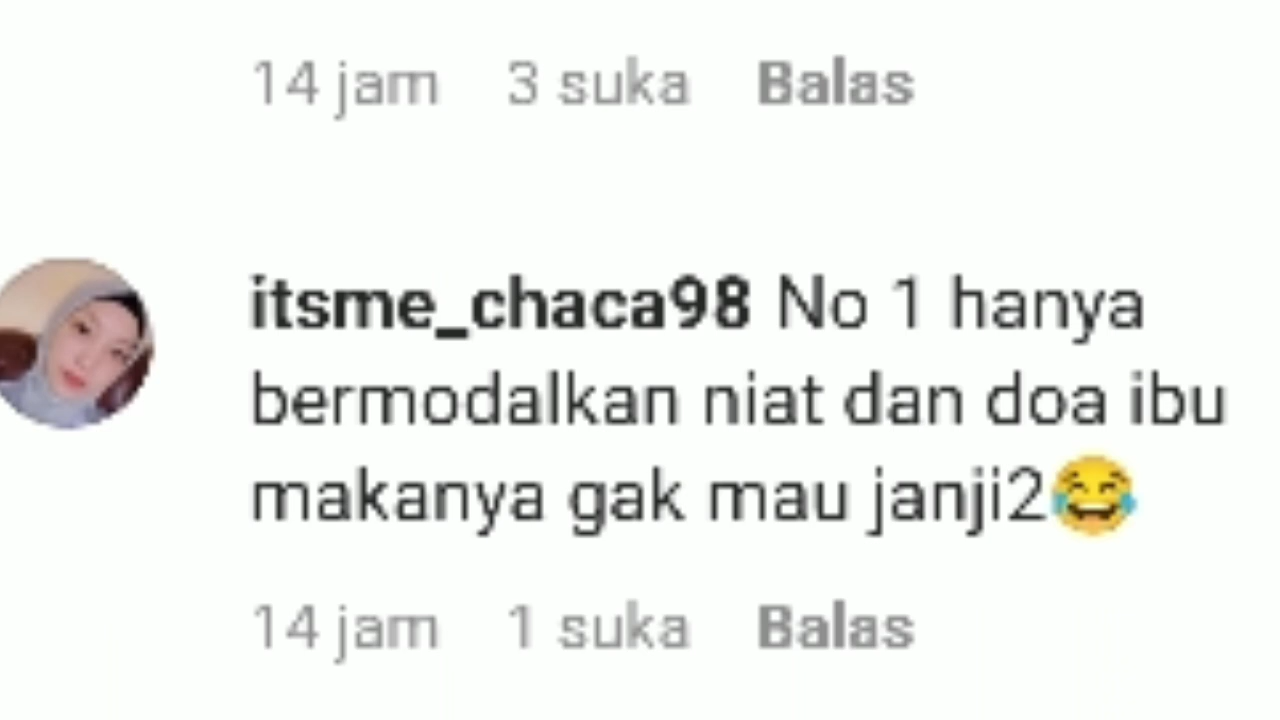 14 jam 3 suka Balas
itsme_chaca98 No 1 hanya
bermodalkan niat dan doa ibu
makanya gak mau janji2😂
14 jam 1 suka Balas